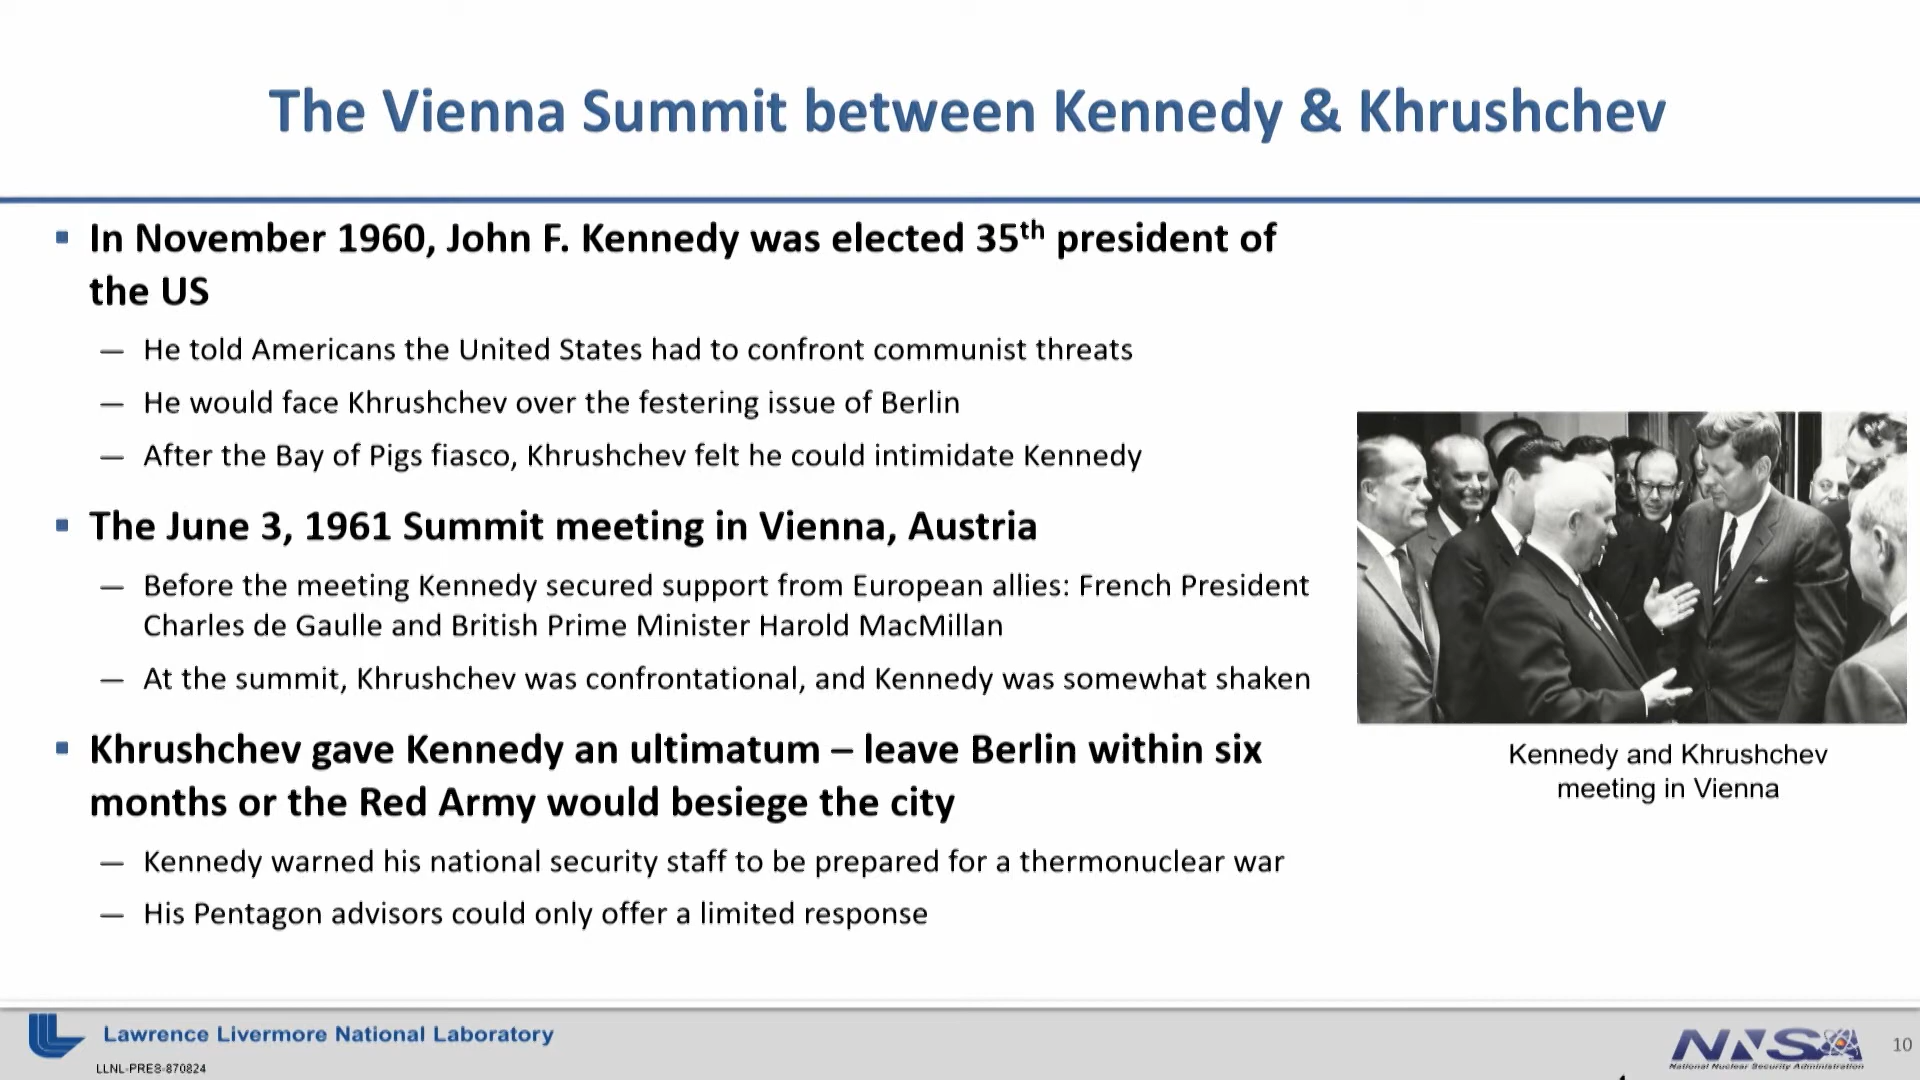 The Vienna Summit between Kennedy & Khrushchev
▪ In November 1960, John F. Kennedy was elected 35th president of
the US
— He told Americans the United States had to confront communist threats
— He would face Khrushchev over the festering issue of Berlin
— After the Bay of Pigs fiasco, Khrushchev felt he could intimidate Kennedy
▪ The June 3, 1961 Summit meeting in Vienna, Austria
— Before the meeting Kennedy secured support from European allies: French President
Charles de Gaulle and British Prime Minister Harold MacMillan
— At the summit, Khrushchev was confrontational, and Kennedy was somewhat shaken
▪ Khrushchev gave Kennedy an ultimatum – leave Berlin within six
months or the Red Army would besiege the city
— Kennedy warned his national security staff to be prepared for a thermonuclear war
— His Pentagon advisors could only offer a limited response
Kennedy and Khrushchev
meeting in Vienna
Lawrence Livermore National Laboratory
LLNL-PRES-870824
NNSA
National Nuclear Security Administration
10